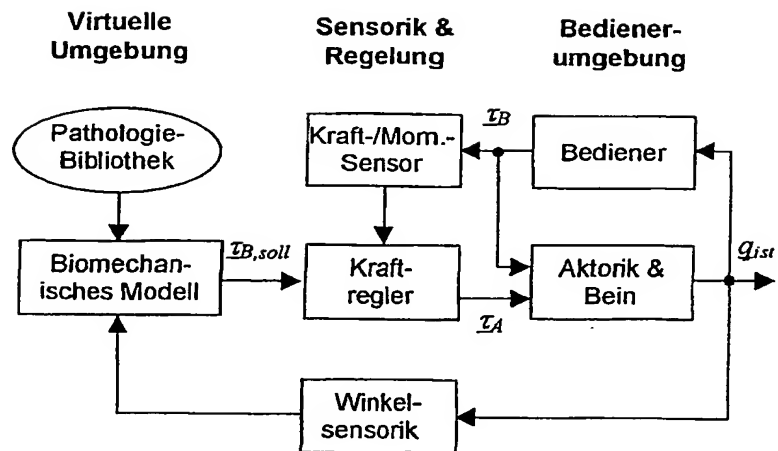 Virtuelle
Umgebung
Sensorik &
Regelung
Bediener-
umgebung
Pathologie-
Bibliothek
Kraft-/Mom.-
Sensor
τB
Bediener
Biomechan-
isches Modell
τB,soll
Kraft-
regler
τA
Aktorik &
Bein
qist
Winkel-
sensorik